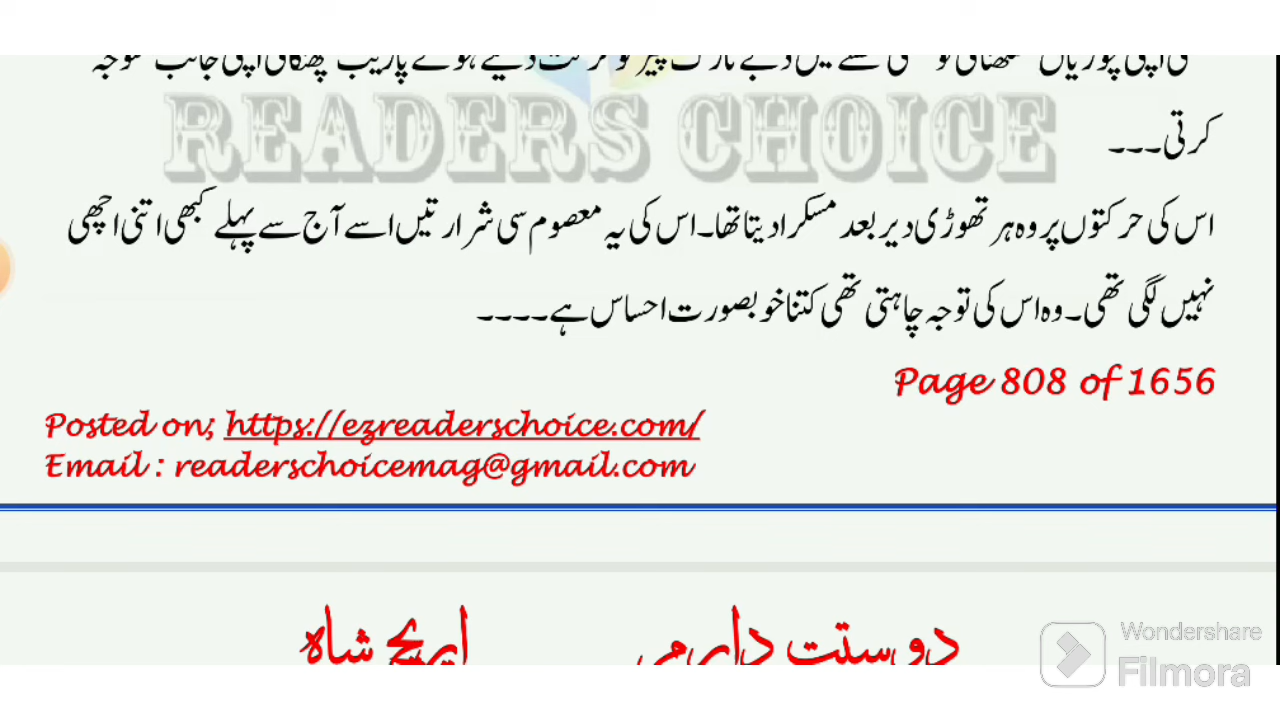 READERS CHOICE
کرتی۔۔۔
اس کی حرکتوں پر وہ ہر تھوڑی دیر بعد مسکرا دیتا تھا۔ اس کی یہ معصوم سی شرارتیں اسے آج سے پہلے کبھی اتنی اچھی
نہیں لگی تھی۔ وہ اس کی توجہ چاہتی تھی کتنا خوبصورت احساس ہے۔۔۔۔
Page 808 of 1656
Posted on; https://ezreaderschoice.com/
Email : readerschoicemag@gmail.com
دوستت دارم اریج شاہ
Wondershare
Filmora